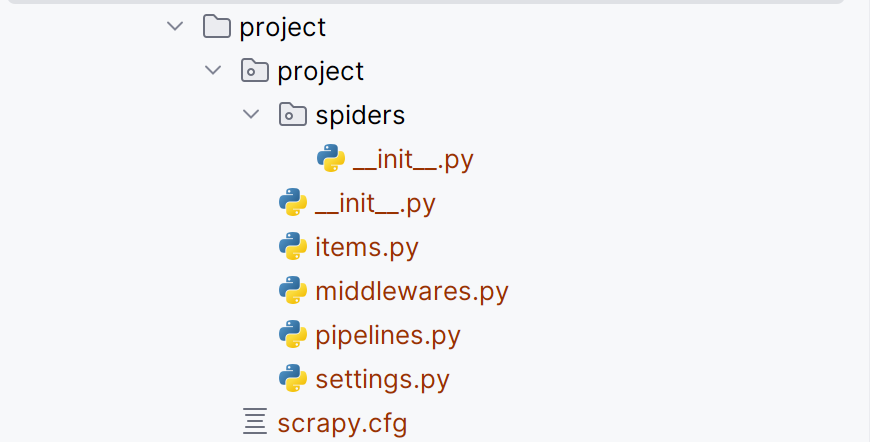 project
project
spiders
__init__.py
__init__.py
items.py
middlewares.py
pipelines.py
settings.py
scrapy.cfg